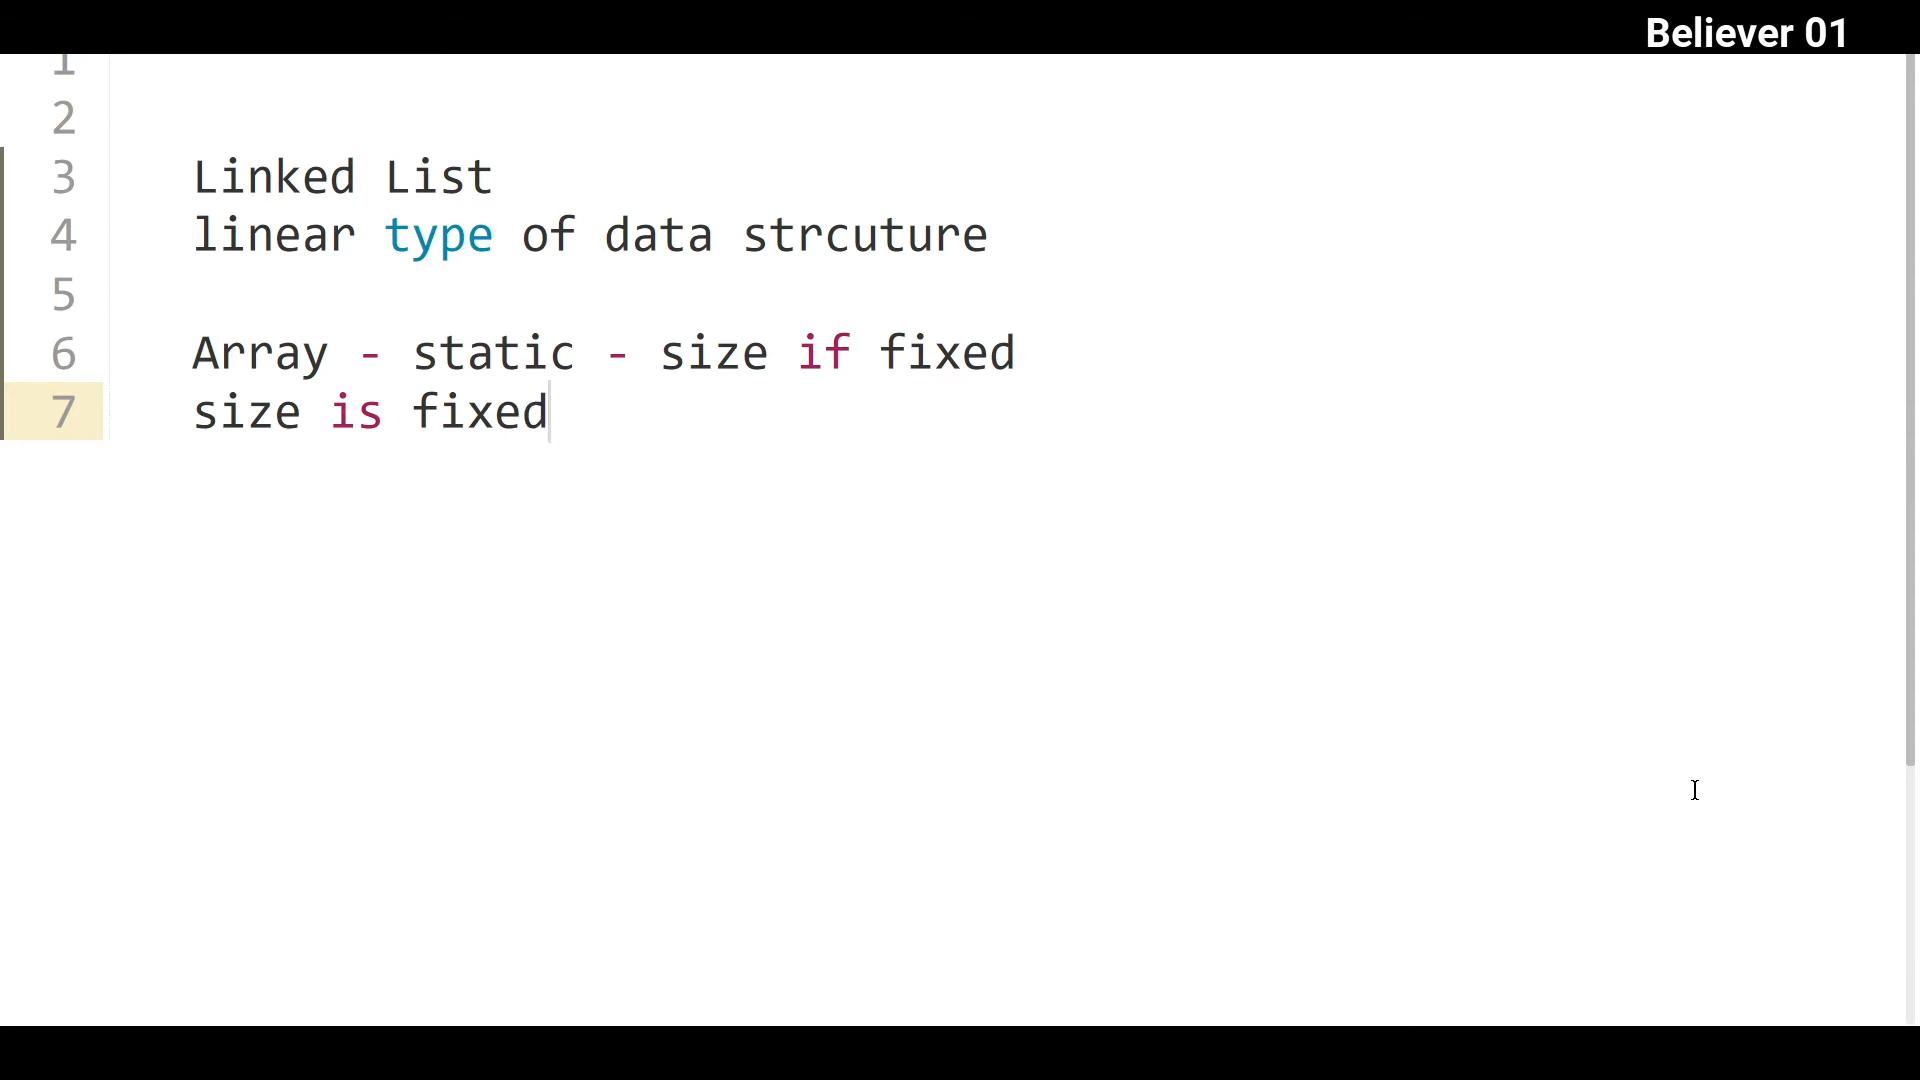 Believer 01
1
2
3 Linked List
4 linear type of data strcuture
5
6 Array - static - size if fixed
7 size is fixed